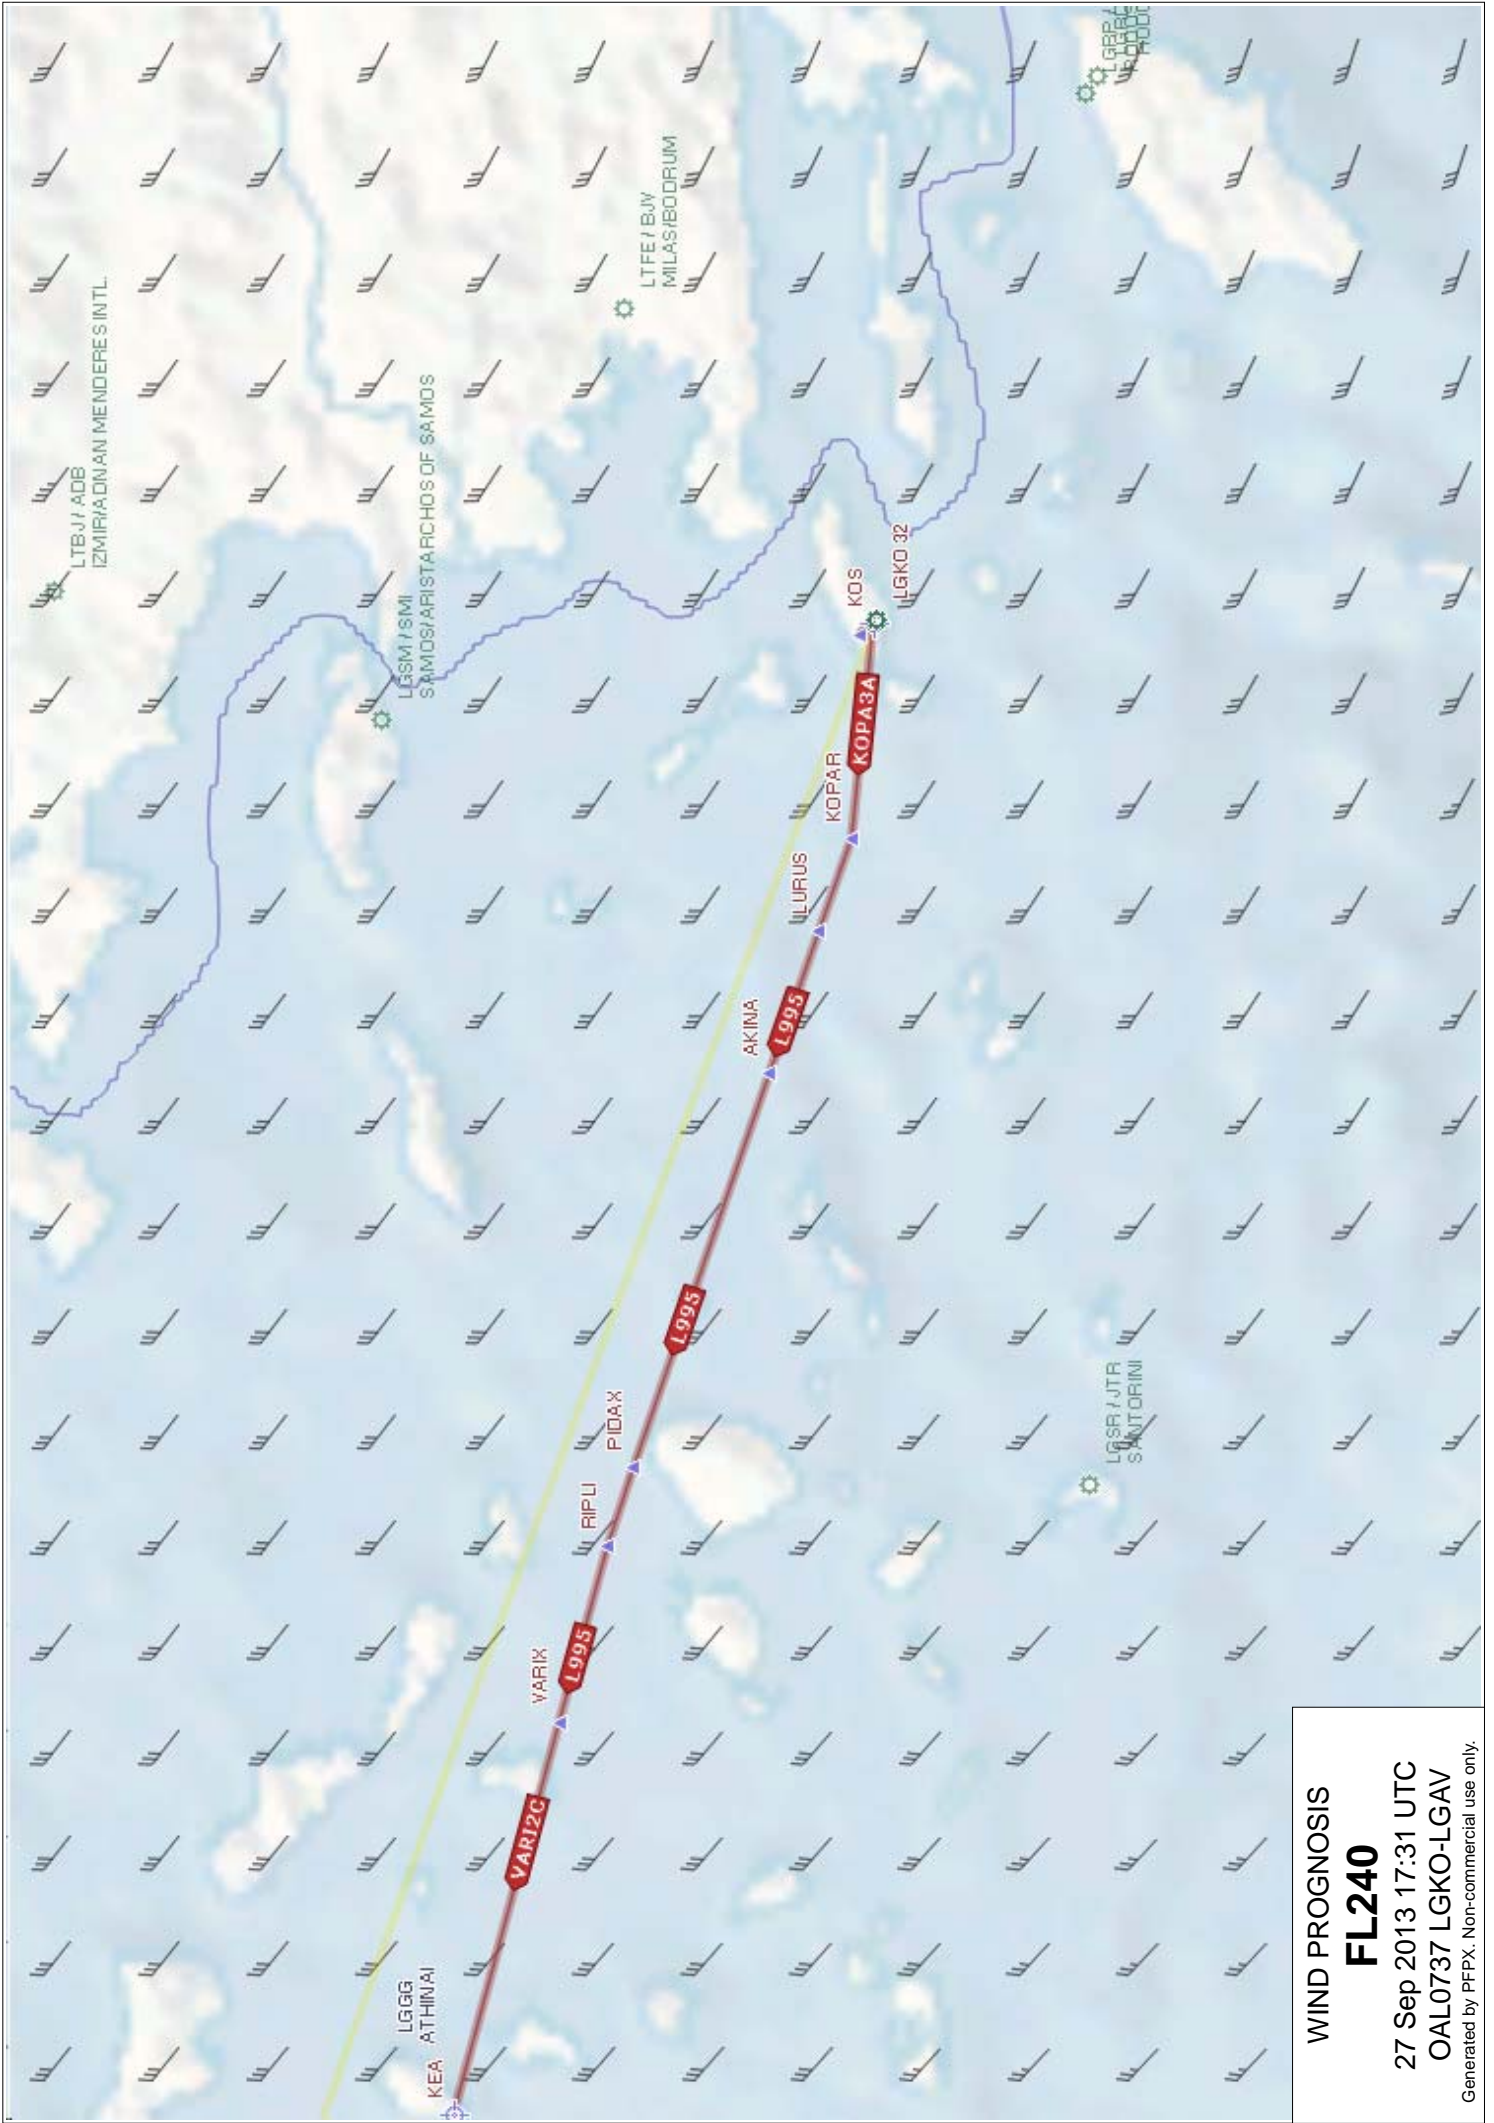 LTBJ / ADB
IZMIR/ADNAN MENDERES INTL.
LGSM / SMI
SAMOS/ARISTARCHOS OF SAMOS
LTFE / BJV
MILAS/BODRUM
LGRP /
KOS
LGKO 32
KOPA3A
KOPAR
LURUS
L995
AKINA
L995
PIDAX
RIPLI
L995
VARIX
VARI2C
LGGG
ATHINAI
KEA
LGSR / JTR
SANTORINI
WIND PROGNOSIS
FL240
27 Sep 2013 17:31 UTC
OAL0737 LGKO-LGAV
Generated by PFPX. Non-commercial use only.